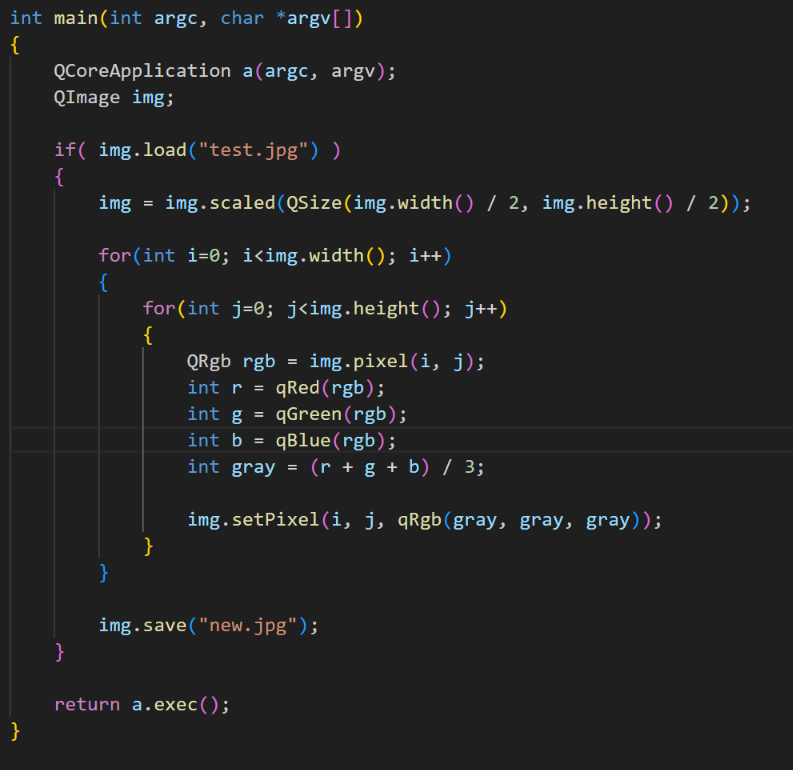 int main(int argc, char *argv[])
{
    QCoreApplication a(argc, argv);
    QImage img;

    if( img.load("test.jpg") )
    {
        img = img.scaled(QSize(img.width() / 2, img.height() / 2));

        for(int i=0; i<img.width(); i++)
        {
            for(int j=0; j<img.height(); j++)
            {
                QRgb rgb = img.pixel(i, j);
                int r = qRed(rgb);
                int g = qGreen(rgb);
                int b = qBlue(rgb);
                int gray = (r + g + b) / 3;

                img.setPixel(i, j, qRgb(gray, gray, gray));
            }
        }

        img.save("new.jpg");
    }

    return a.exec();
}